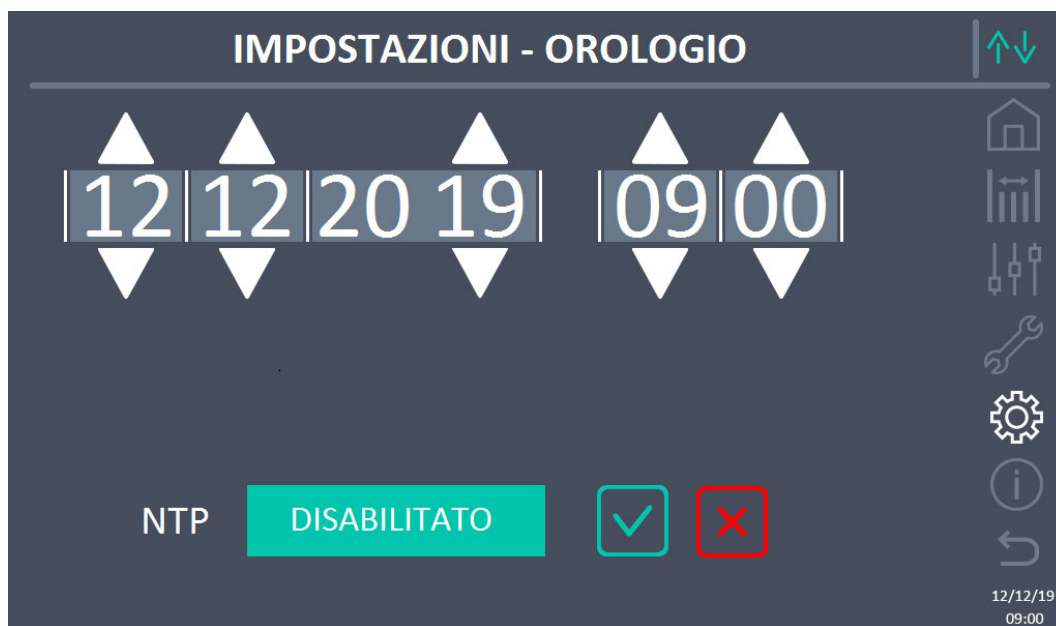 IMPOSTAZIONI - OROLOGIO
12 12 20 19 09 00
NTP DISABILITATO
12/12/19
09:00